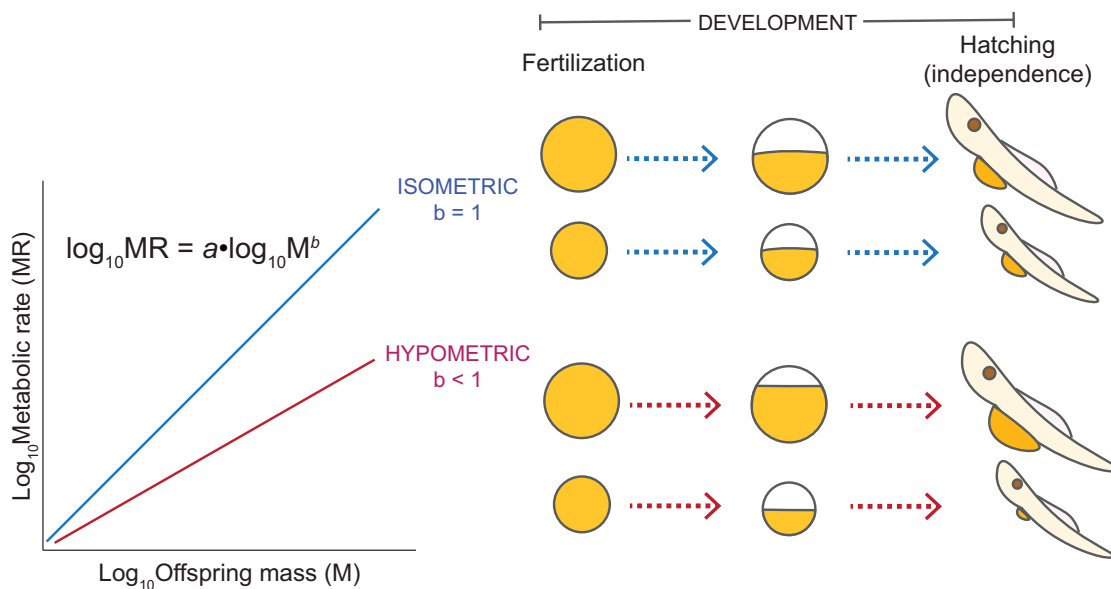 DEVELOPMENT
Fertilization
Hatching
(independence)
ISOMETRIC
b = 1
log₁₀MR = a•log₁₀Mᵇ
HYPOMETRIC
b < 1
Log₁₀Metabolic rate (MR)
Log₁₀Offspring mass (M)